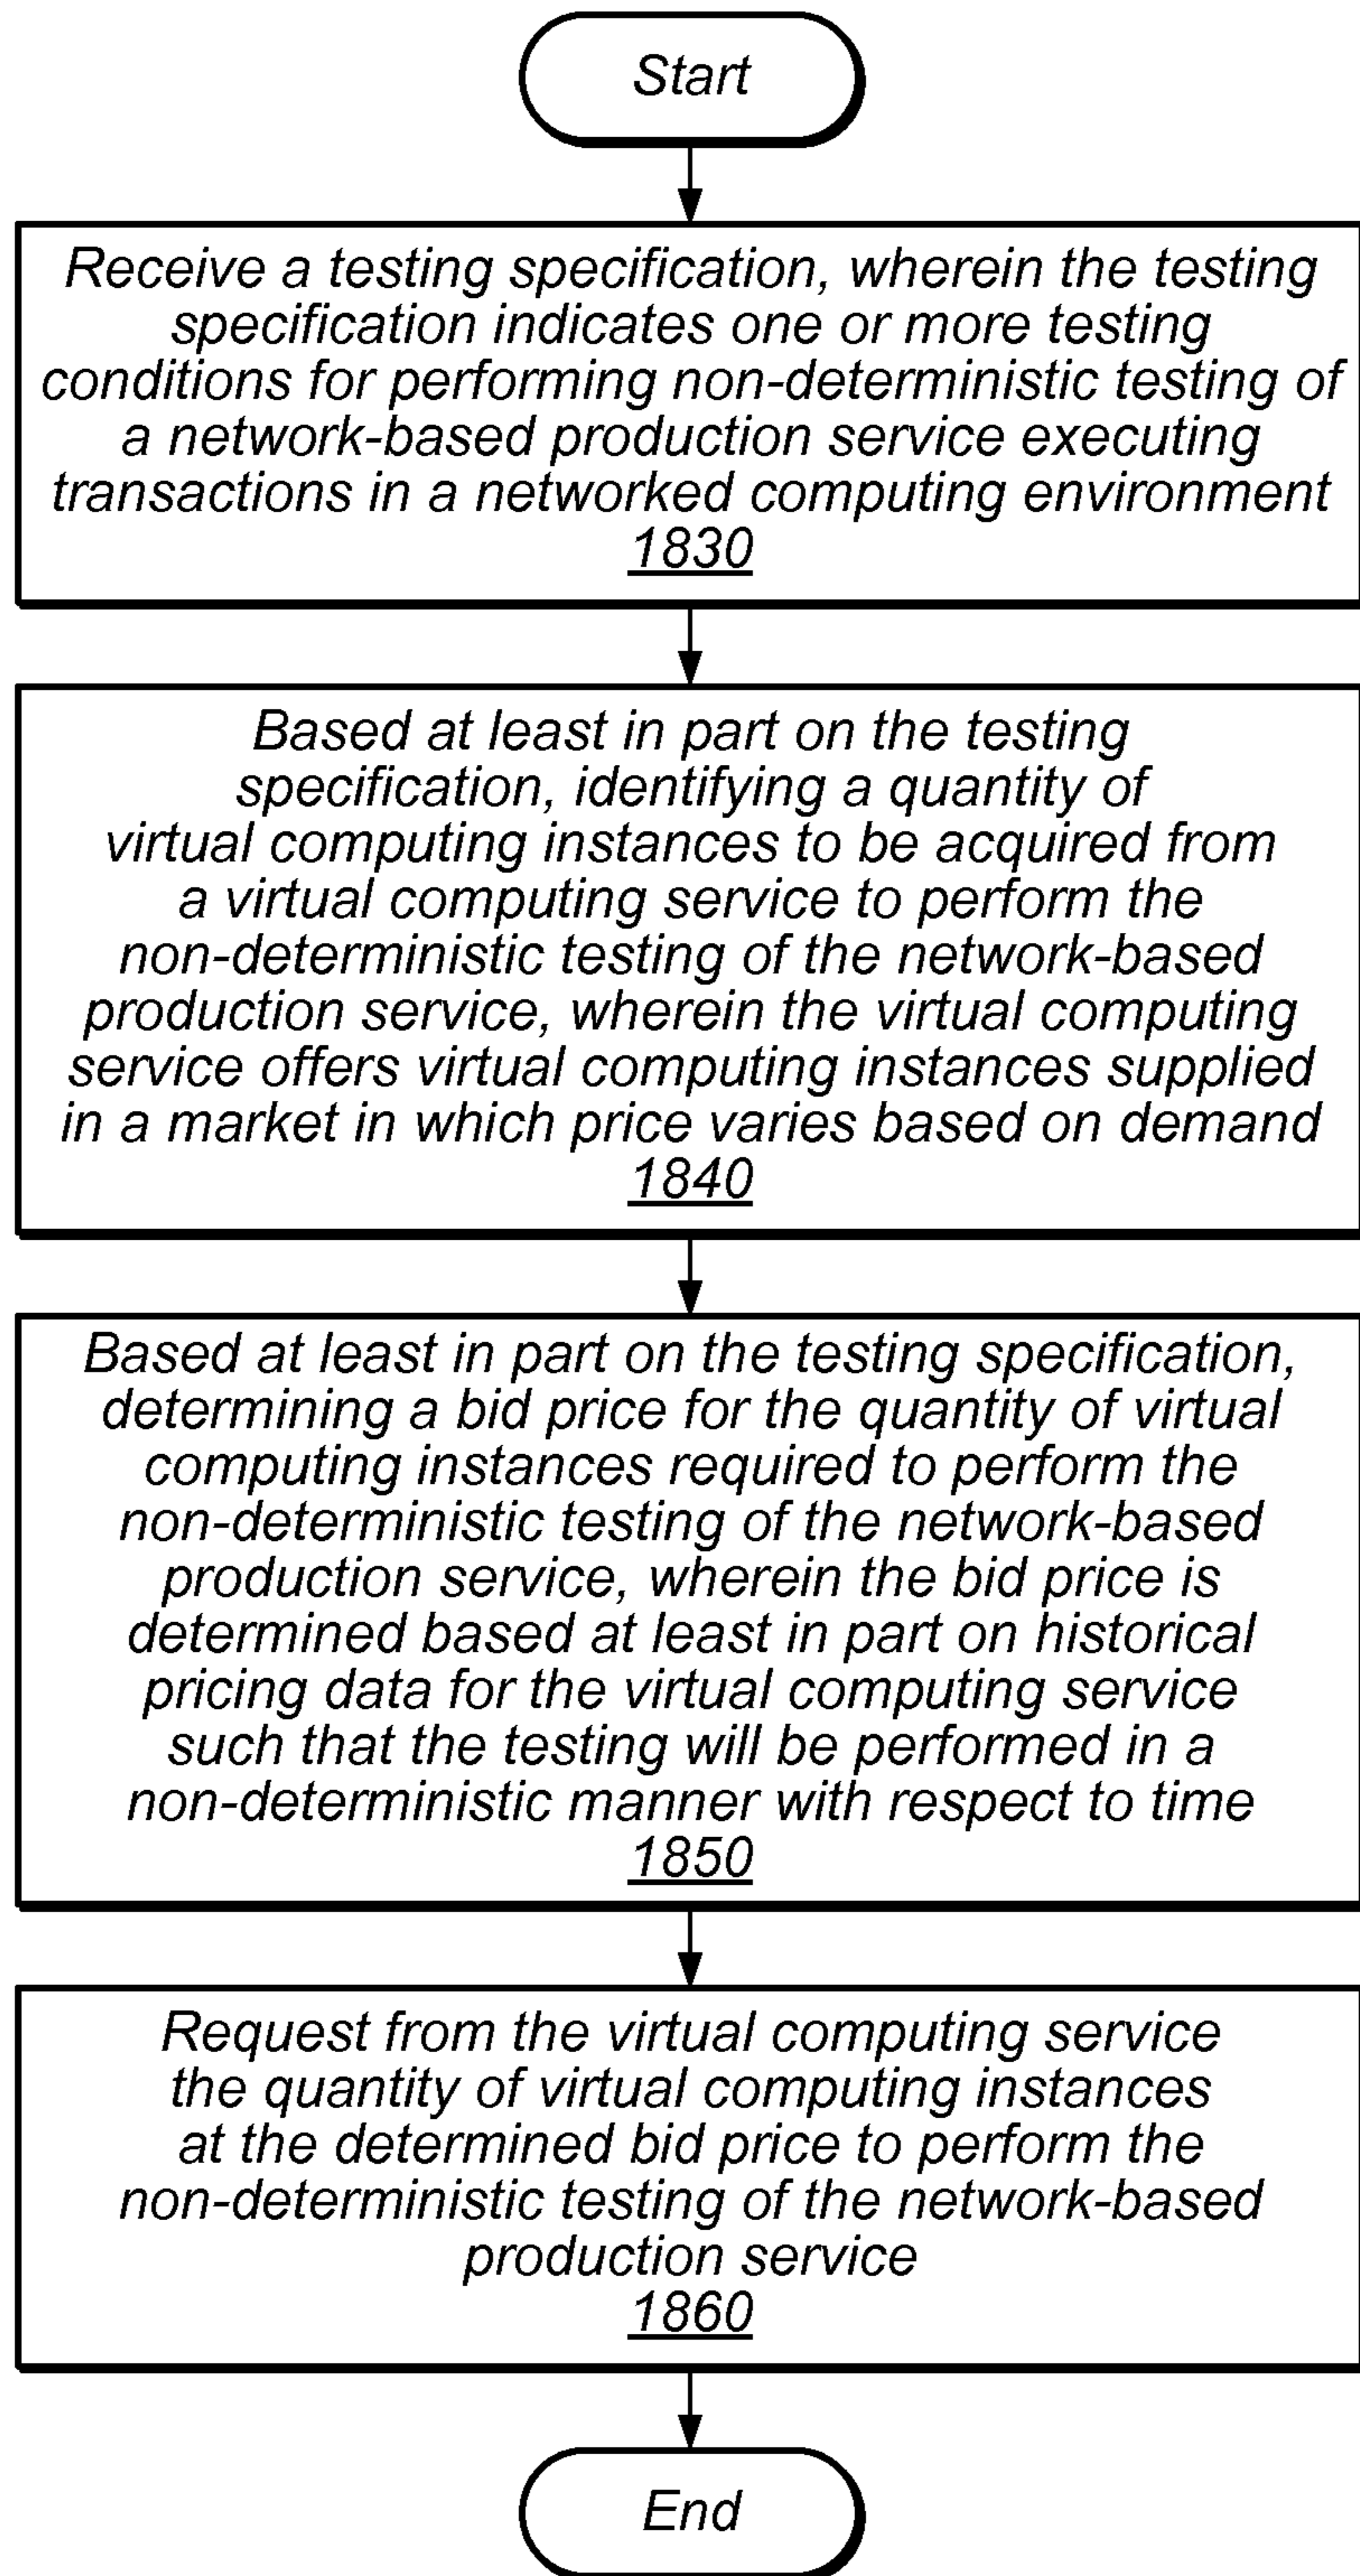 Start
Receive a testing specification, wherein the testing
specification indicates one or more testing
conditions for performing non-deterministic testing of
a network-based production service executing
transactions in a networked computing environment
1830
Based at least in part on the testing
specification, identifying a quantity of
virtual computing instances to be acquired from
a virtual computing service to perform the
non-deterministic testing of the network-based
production service, wherein the virtual computing
service offers virtual computing instances supplied
in a market in which price varies based on demand
1840
Based at least in part on the testing specification,
determining a bid price for the quantity of virtual
computing instances required to perform the
non-deterministic testing of the network-based
production service, wherein the bid price is
determined based at least in part on historical
pricing data for the virtual computing service
such that the testing will be performed in a
non-deterministic manner with respect to time
1850
Request from the virtual computing service
the quantity of virtual computing instances
at the determined bid price to perform the
non-deterministic testing of the network-based
production service
1860
End